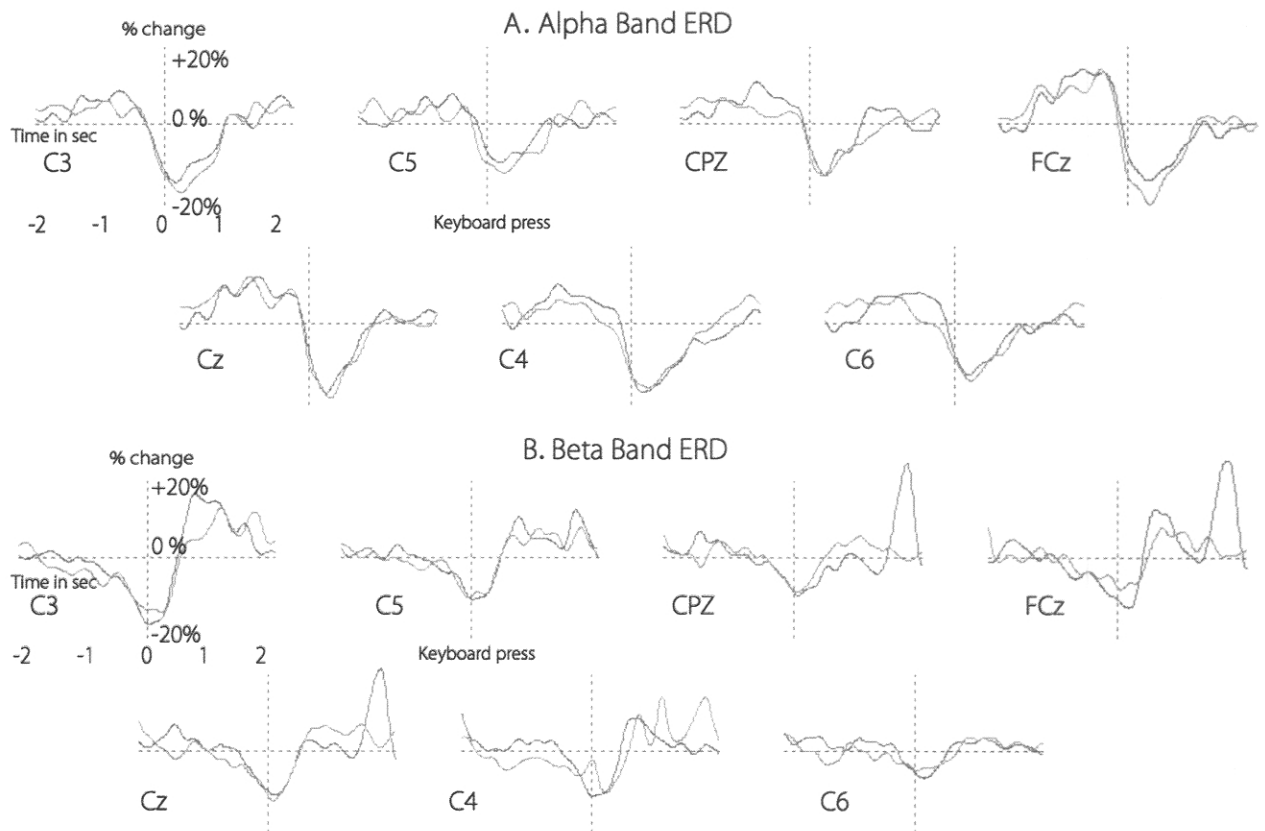 A. Alpha Band ERD
% change
+20%
0 %
Time in sec
C3
C5
CPZ
FCz
-20%
-2 -1 0 1 2
Keyboard press
Cz
C4
C6
B. Beta Band ERD
% change
+20%
0 %
Time in sec
C3
C5
CPZ
FCz
-20%
-2 -1 0 1 2
Keyboard press
Cz
C4
C6